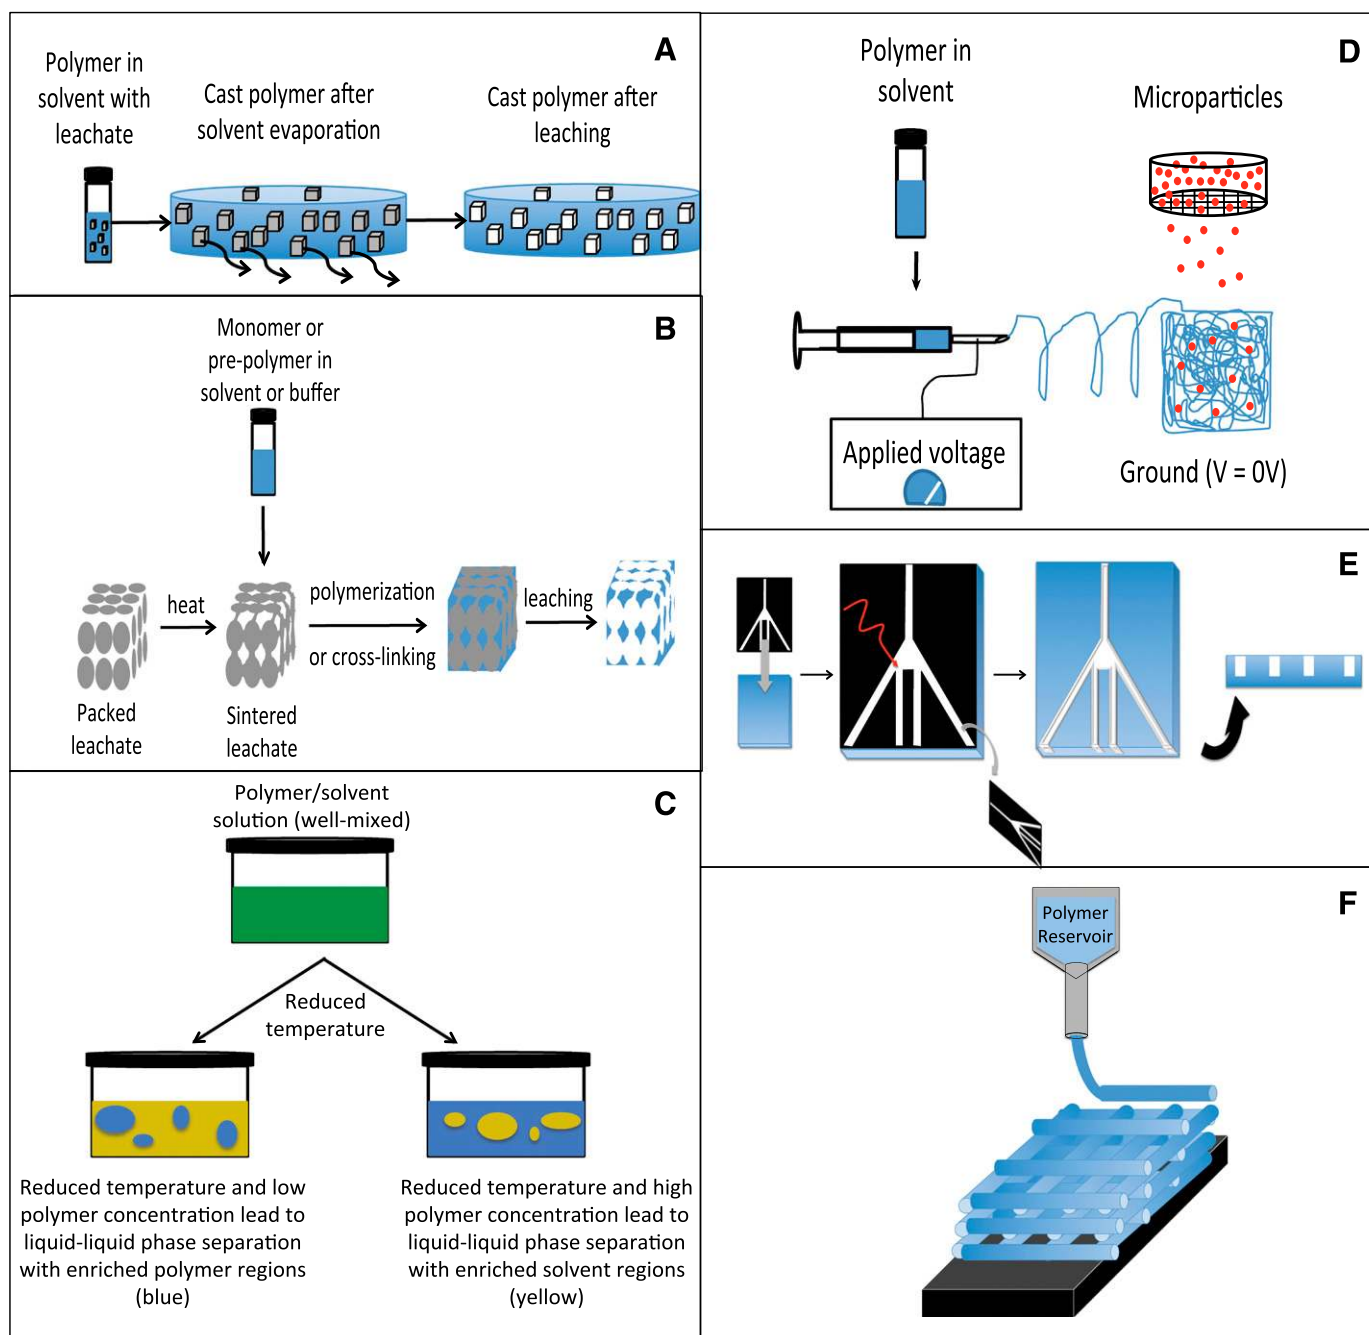 A
Polymer in
solvent with
leachate
Cast polymer after
solvent evaporation
Cast polymer after
leaching
B
Monomer or
pre-polymer in
solvent or buffer
heat
polymerization
or cross-linking
leaching
Packed
leachate
Sintered
leachate
C
Polymer/solvent
solution (well-mixed)
Reduced
temperature
Reduced temperature and low
polymer concentration lead to
liquid-liquid phase separation
with enriched polymer regions
(blue)
Reduced temperature and high
polymer concentration lead to
liquid-liquid phase separation
with enriched solvent regions
(yellow)
D
Polymer in
solvent
Microparticles
Applied voltage
Ground (V = 0V)
E
F
Polymer
Reservoir